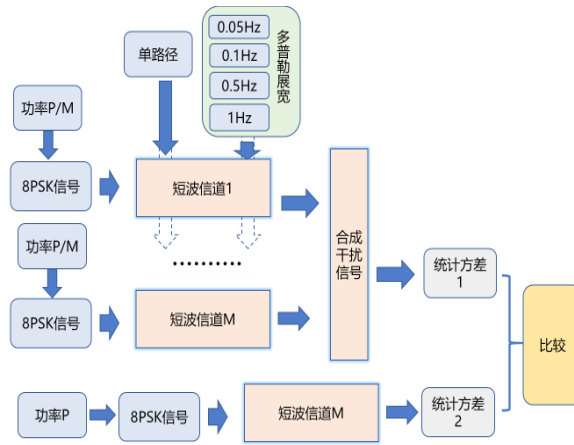 0.05Hz
0.1Hz
0.5Hz
1Hz
多普勒展宽
单路径
功率P/M
8PSK信号
短波信道1
功率P/M
..........
8PSK信号
短波信道M
合成
干扰
信号
统计方差
1
比较
功率P
8PSK信号
短波信道M
统计方差
2